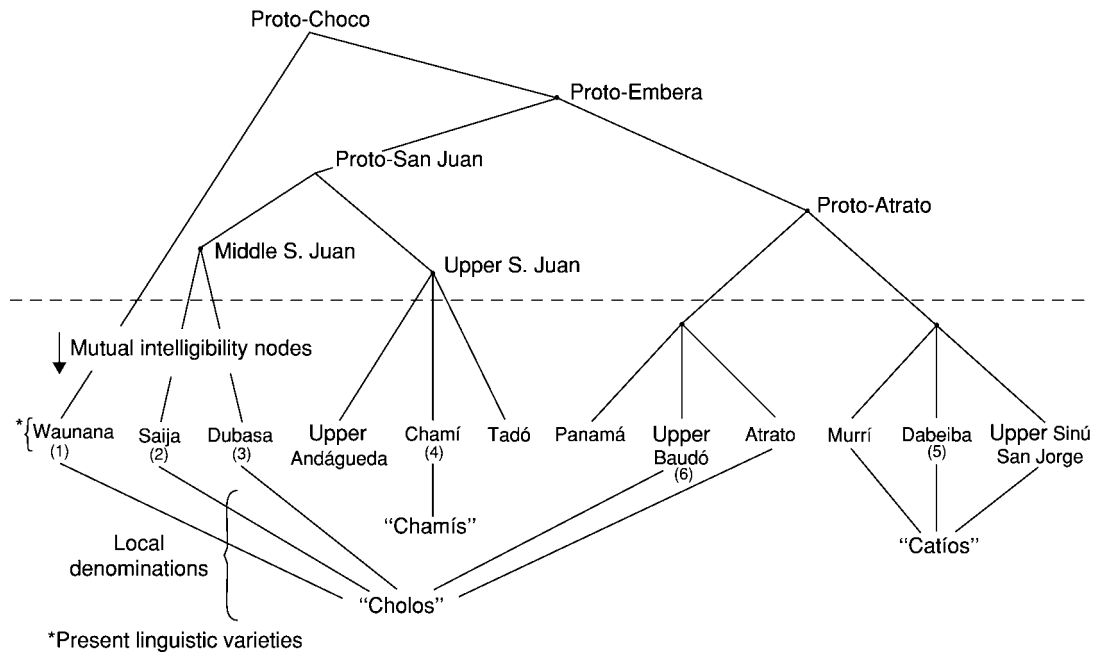 Proto-Choco
Proto-Embera
Proto-San Juan
Proto-Atrato
Middle S. Juan
Upper S. Juan
Mutual intelligibility nodes
*{Waunana
(1)
Saija
(2)
Dubasa
(3)
Upper
Andágueda
Chamí
(4)
Tadó
Panamá
Upper
Baudó
(6)
Atrato
Murrí
Dabeiba
(5)
Upper Sinú
San Jorge
"Chamís"
Local
denominations
"Catíos"
"Cholos"
*Present linguistic varieties